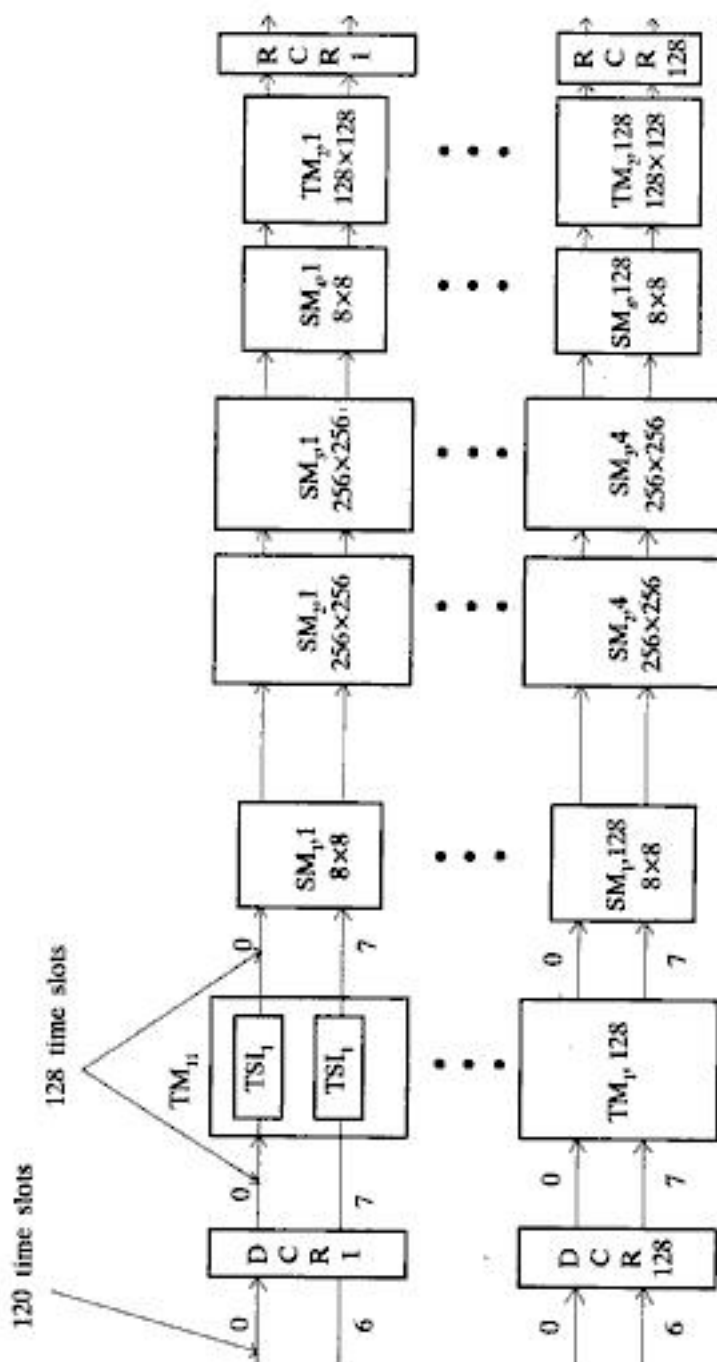 120 time slots
128 time slots
0
6
D
C
R
1
0
7
TM₁₁
TSI₁
TSI₁
0
7
SM₁,1
8×8
SM₂,1
256×256
SM₃,1
256×256
SM₄,1
8×8
TM₂,1
128×128
R
C
R
1
0
6
D
C
R
128
0
7
TM₁,128
0
7
SM₁,128
8×8
SM₂,4
256×256
SM₃,4
256×256
128
8×8
TM₂,128
128×128
R
C
R
128